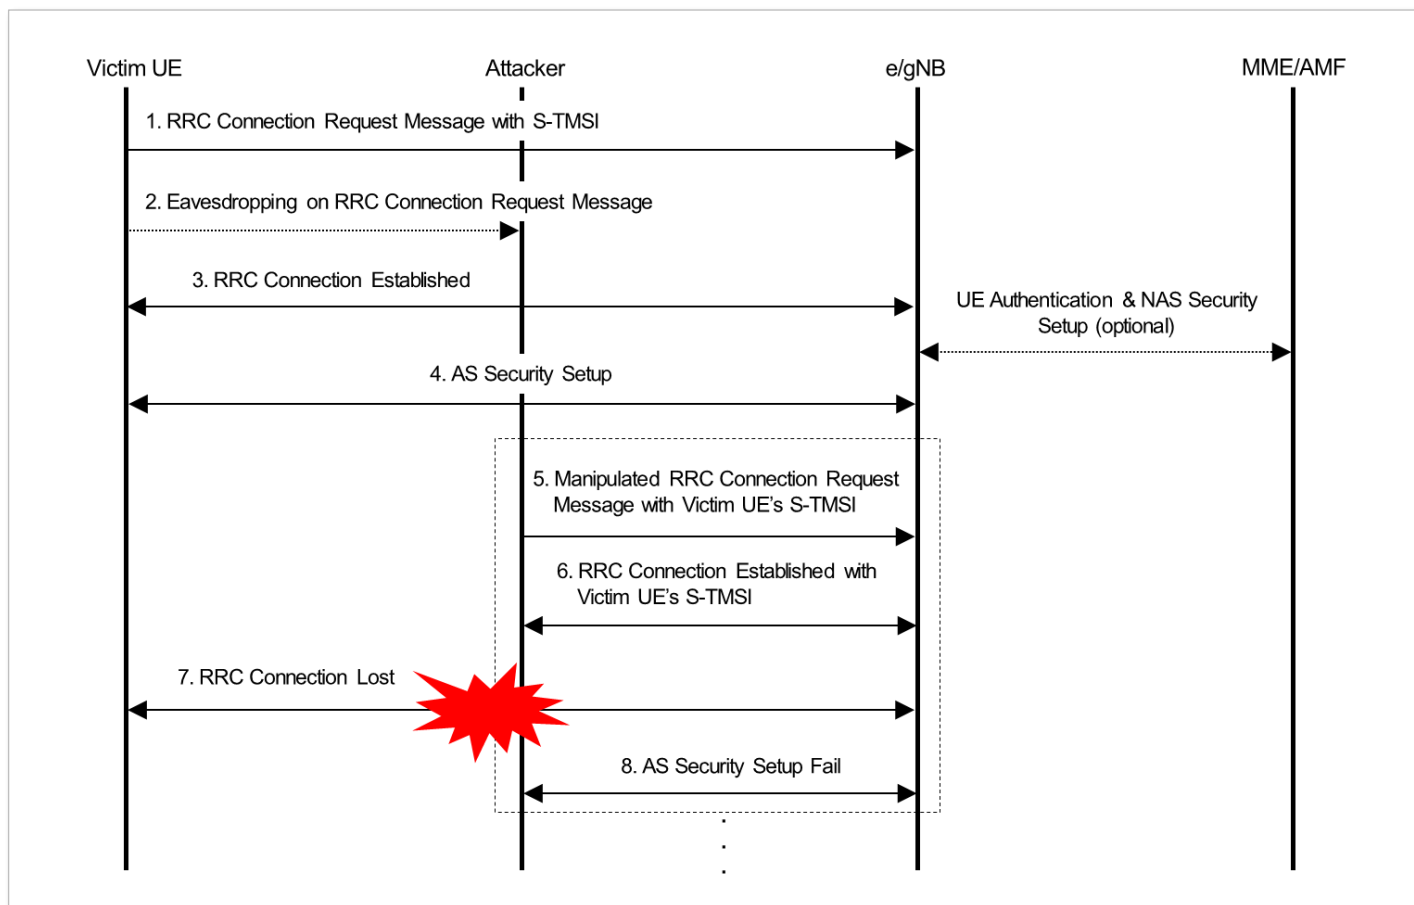 Victim UE
Attacker
e/gNB
MME/AMF
1. RRC Connection Request Message with S-TMSI
2. Eavesdropping on RRC Connection Request Message
3. RRC Connection Established
UE Authentication & NAS Security
Setup (optional)
4. AS Security Setup
5. Manipulated RRC Connection Request
Message with Victim UE's S-TMSI
6. RRC Connection Established with
Victim UE's S-TMSI
7. RRC Connection Lost
8. AS Security Setup Fail